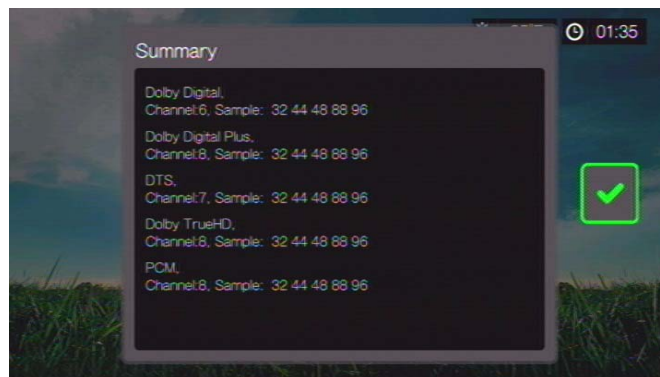 01:35
Summary
Dolby Digital,
Channel:6, Sample: 32 44 48 88 96
Dolby Digital Plus,
Channel:8, Sample: 32 44 48 88 96
DTS,
Channel:7, Sample: 32 44 48 88 96
Dolby TrueHD,
Channel:8, Sample: 32 44 48 88 96
PCM,
Channel:8, Sample: 32 44 48 88 96